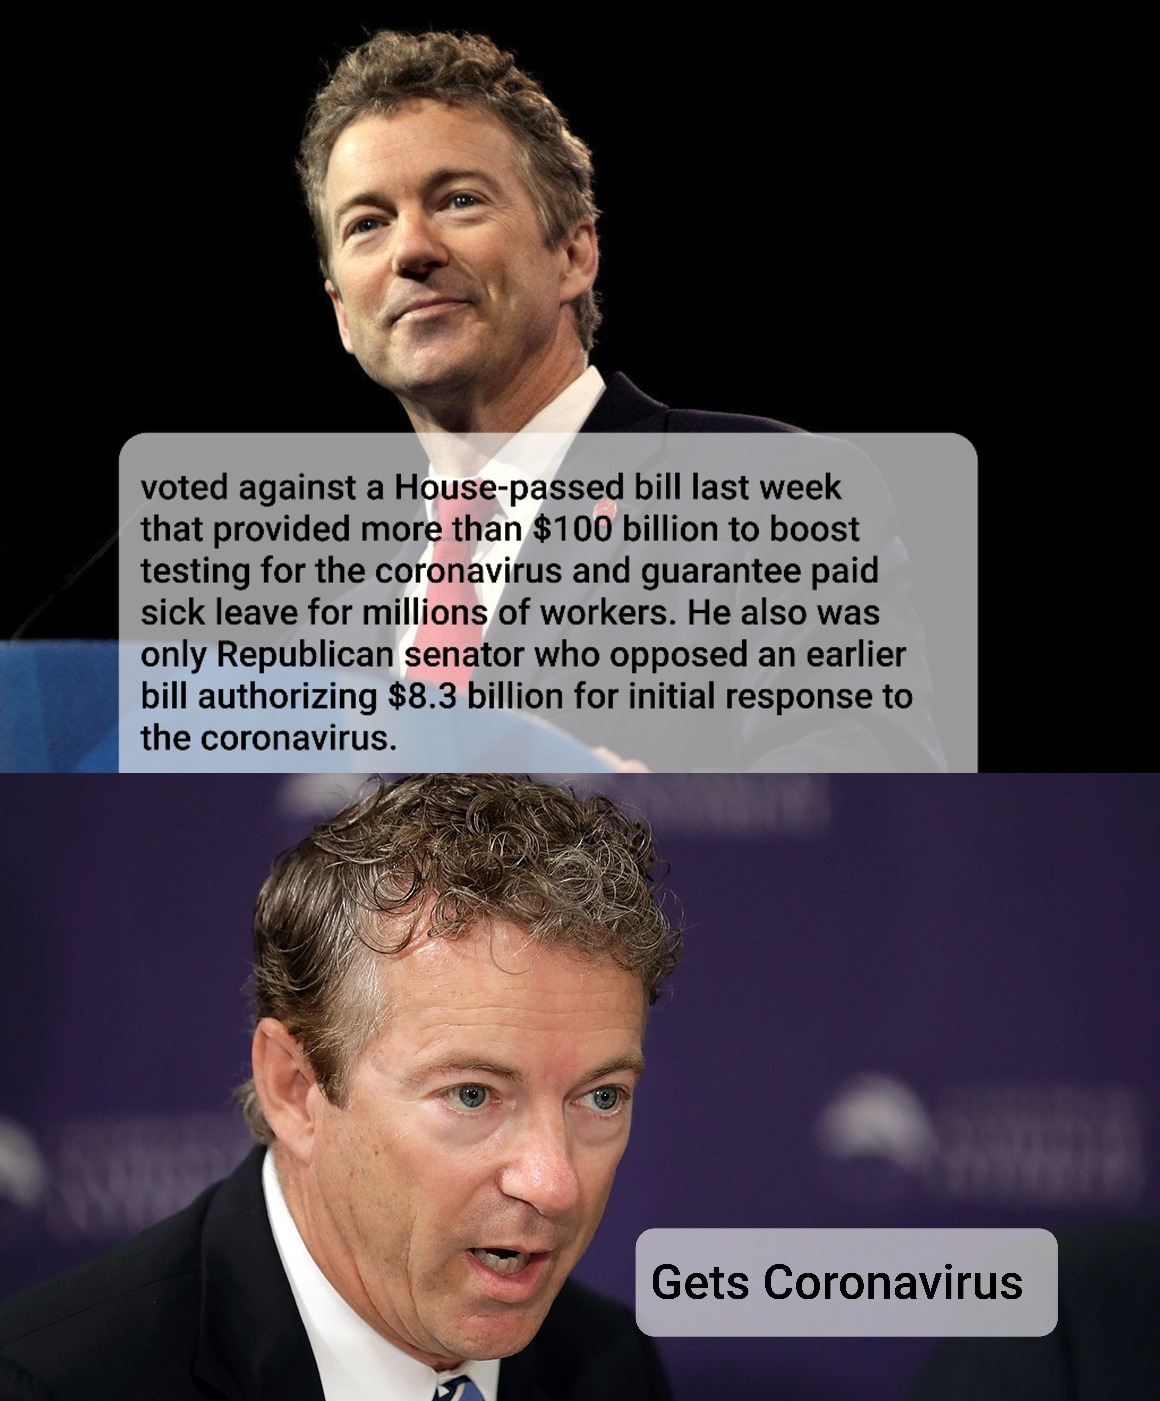 voted against a House-passed bill last week
that provided more than $100 billion to boost
testing for the coronavirus and guarantee paid
sick leave for millions of workers. He also was
only Republican senator who opposed an earlier
bill authorizing $8.3 billion for initial response to
the coronavirus.
Gets Coronavirus